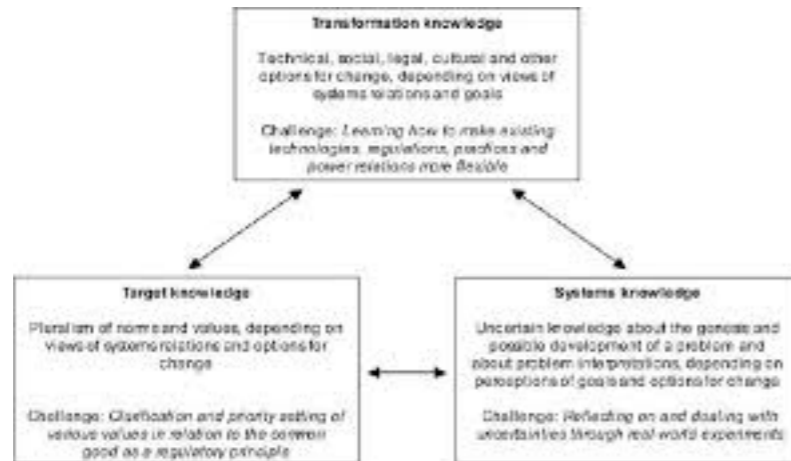 Transformation knowledge
Technical, social, legal, cultural and other
options for change, depending on views of
systems relations and goals
Challenge: Learning how to make existing
technologies, regulations, practices and
power relations more flexible
Target knowledge
Pluralism of norms and values, depending on
views of systems relations and options for
change
Challenge: Clarification and priority setting of
various values in relation to the common
good as a regulatory principle
Systems knowledge
Uncertain knowledge about the genesis and
possible development of a problem and
about problem interpretations, depending on
perceptions of goals and options for change
Challenge: Reflecting on and dealing with
uncertainties through real-world experiments